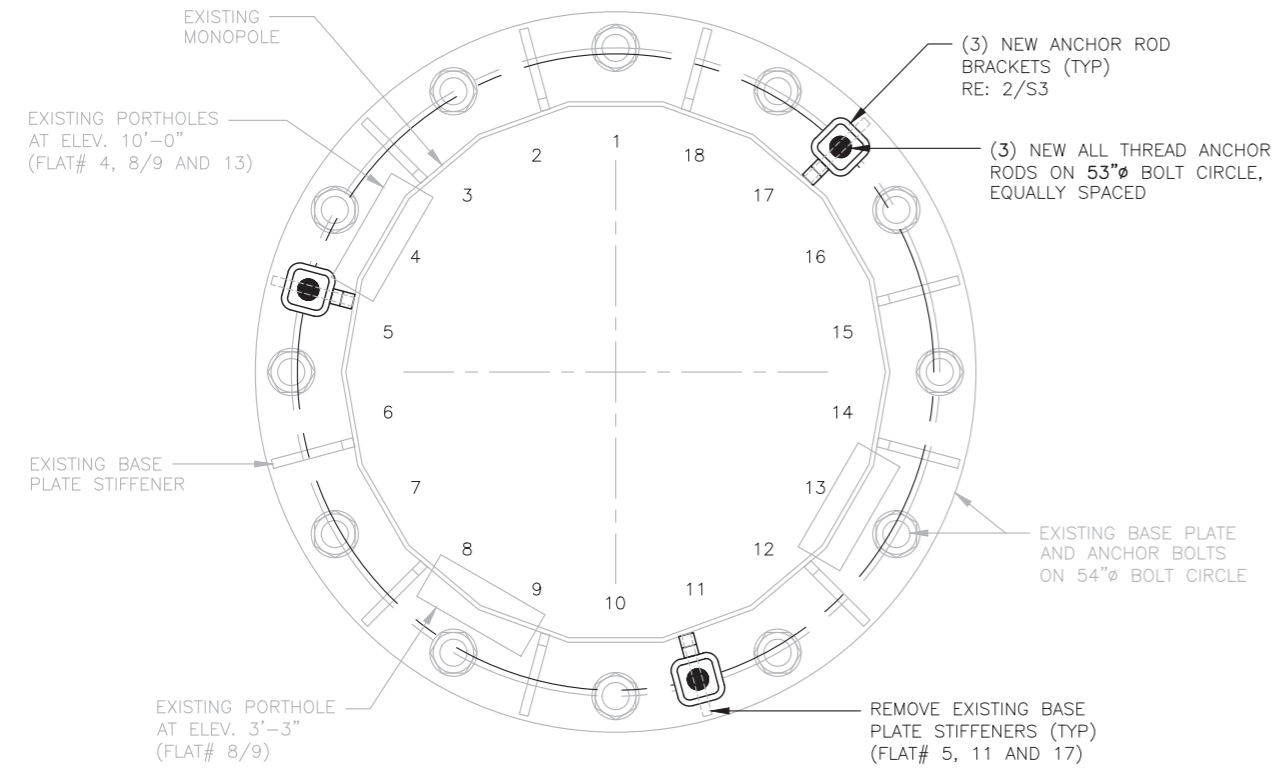 EXISTING
MONOPOLE
(3) NEW ANCHOR ROD
BRACKETS (TYP)
RE: 2/S3
EXISTING PORTHOLES
AT ELEV. 10'-0"
(FLAT# 4, 8/9 AND 13)
(3) NEW ALL THREAD ANCHOR
RODS ON 53"ø BOLT CIRCLE,
EQUALLY SPACED
1
2
18
3
17
4
16
5
15
6
14
7
13
8
12
9
11
10
EXISTING BASE
PLATE STIFFENER
EXISTING BASE PLATE
AND ANCHOR BOLTS
ON 54"ø BOLT CIRCLE
EXISTING PORTHOLE
AT ELEV. 3'-3"
(FLAT# 8/9)
REMOVE EXISTING BASE
PLATE STIFFENERS (TYP)
(FLAT# 5, 11 AND 17)